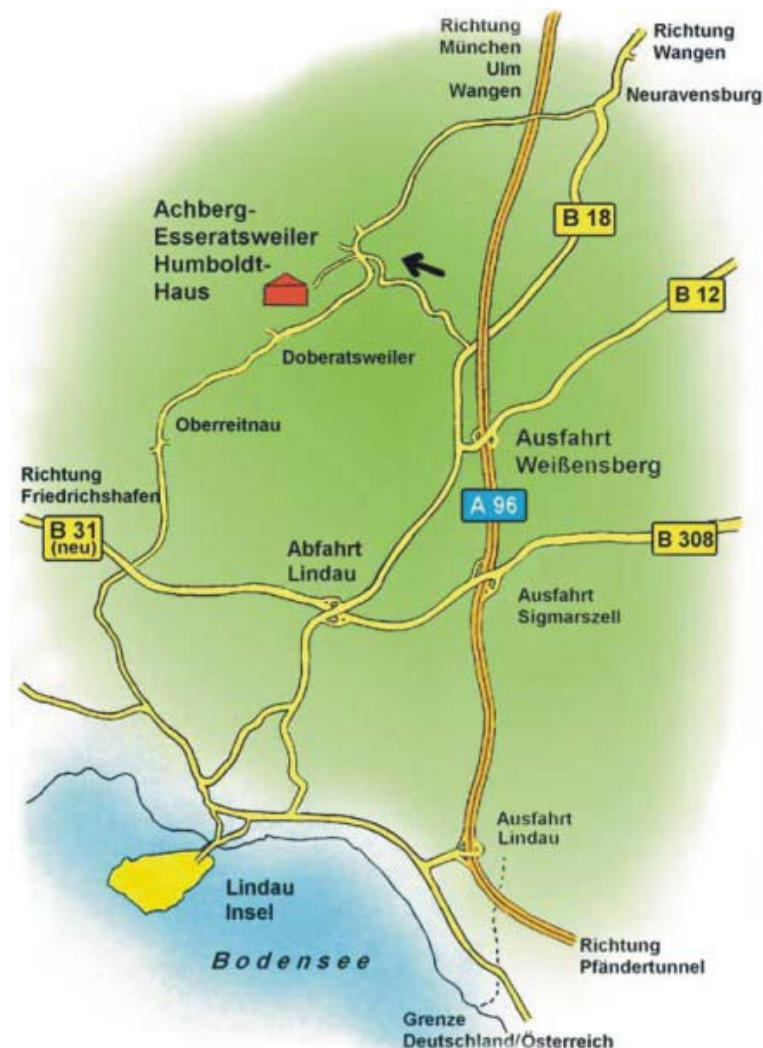 Richtung
München
Ulm
Wangen
Richtung
Wangen
Neuravensburg
Achberg-
Esseratsweiler
Humboldt-
Haus
B 18
B 12
Doberatsweiler
Oberreitnau
Ausfahrt
Weißensberg
Richtung
Friedrichshafen
A 96
B 31
(neu)
B 308
Abfahrt
Lindau
Ausfahrt
Sigmarszell
Ausfahrt
Lindau
Lindau
Insel
Bodensee
Richtung
Pfändertunnel
Grenze
Deutschland/Österreich